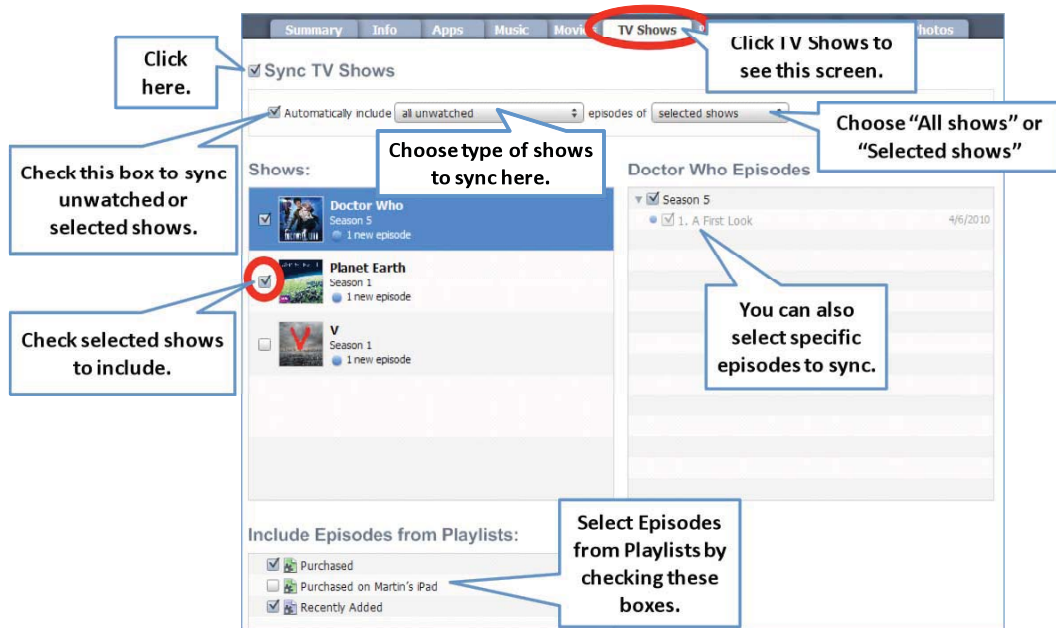 Summary Info Apps Music Movie TV Shows hotos
Click TV Shows to
see this screen.
Click
here.
Sync TV Shows
Automatically include all unwatched episodes of selected shows
Choose "All shows" or
"Selected shows"
Choose type of shows
to sync here.
Check this box to sync
unwatched or
selected shows.
Shows:
Doctor Who
Season 5
1 new episode
Planet Earth
Season 1
1 new episode
V
Season 1
1 new episode
Check selected shows
to include.
Doctor Who Episodes
Season 5
1. A First Look 4/6/2010
You can also
select specific
episodes to sync.
Include Episodes from Playlists:
Purchased
Purchased on Martin's iPad
Recently Added
Select Episodes
from Playlists by
checking these
boxes.